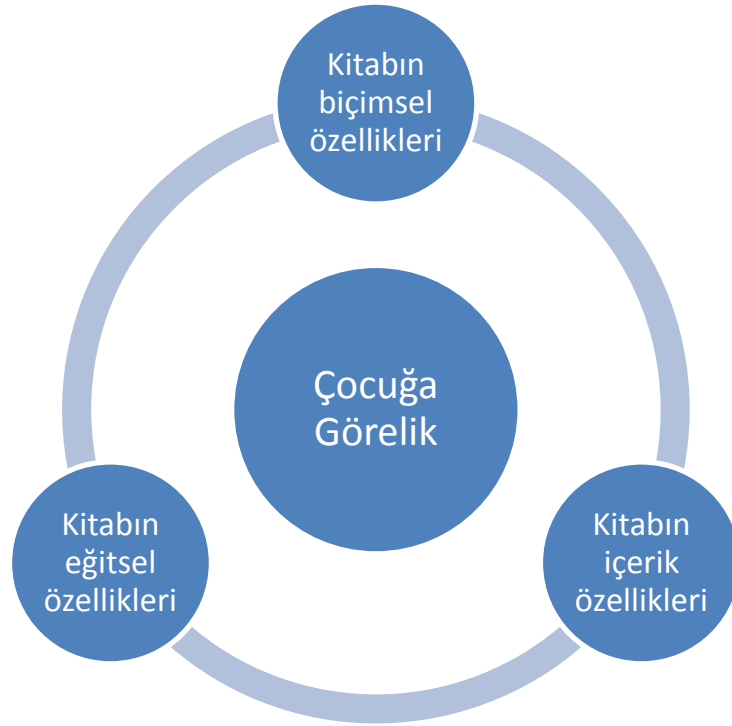 Kitabın
biçimsel
özellikleri
Çocuğa
Görelik
Kitabın
eğitsel
özellikleri
Kitabın
içerik
özellikleri